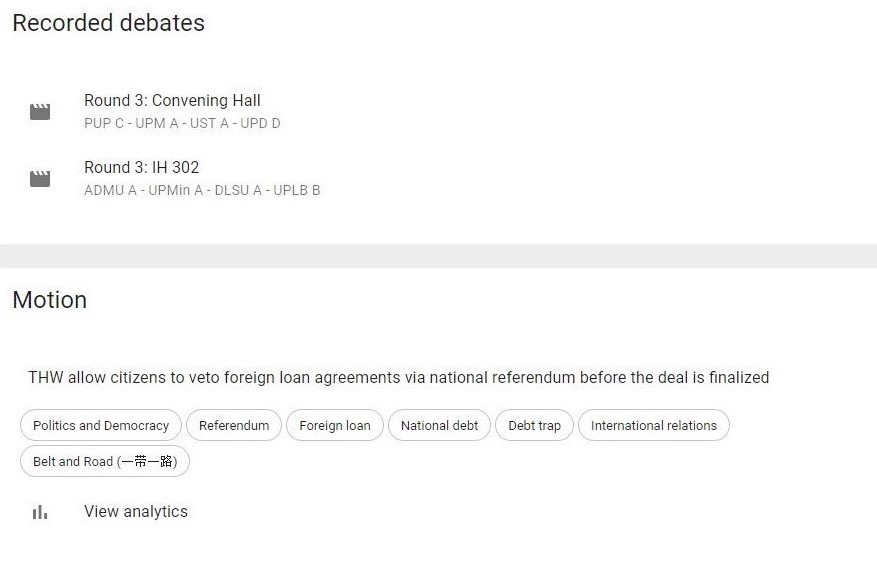 Recorded debates
Round 3: Convening Hall
PUP C - UPM A - UST A - UPD D
Round 3: IH 302
ADMU A - UPMin A - DLSU A - UPLB B
Motion
THW allow citizens to veto foreign loan agreements via national referendum before the deal is finalized
Politics and Democracy Referendum Foreign loan National debt Debt trap International relations
Belt and Road (一帯一路)
View analytics